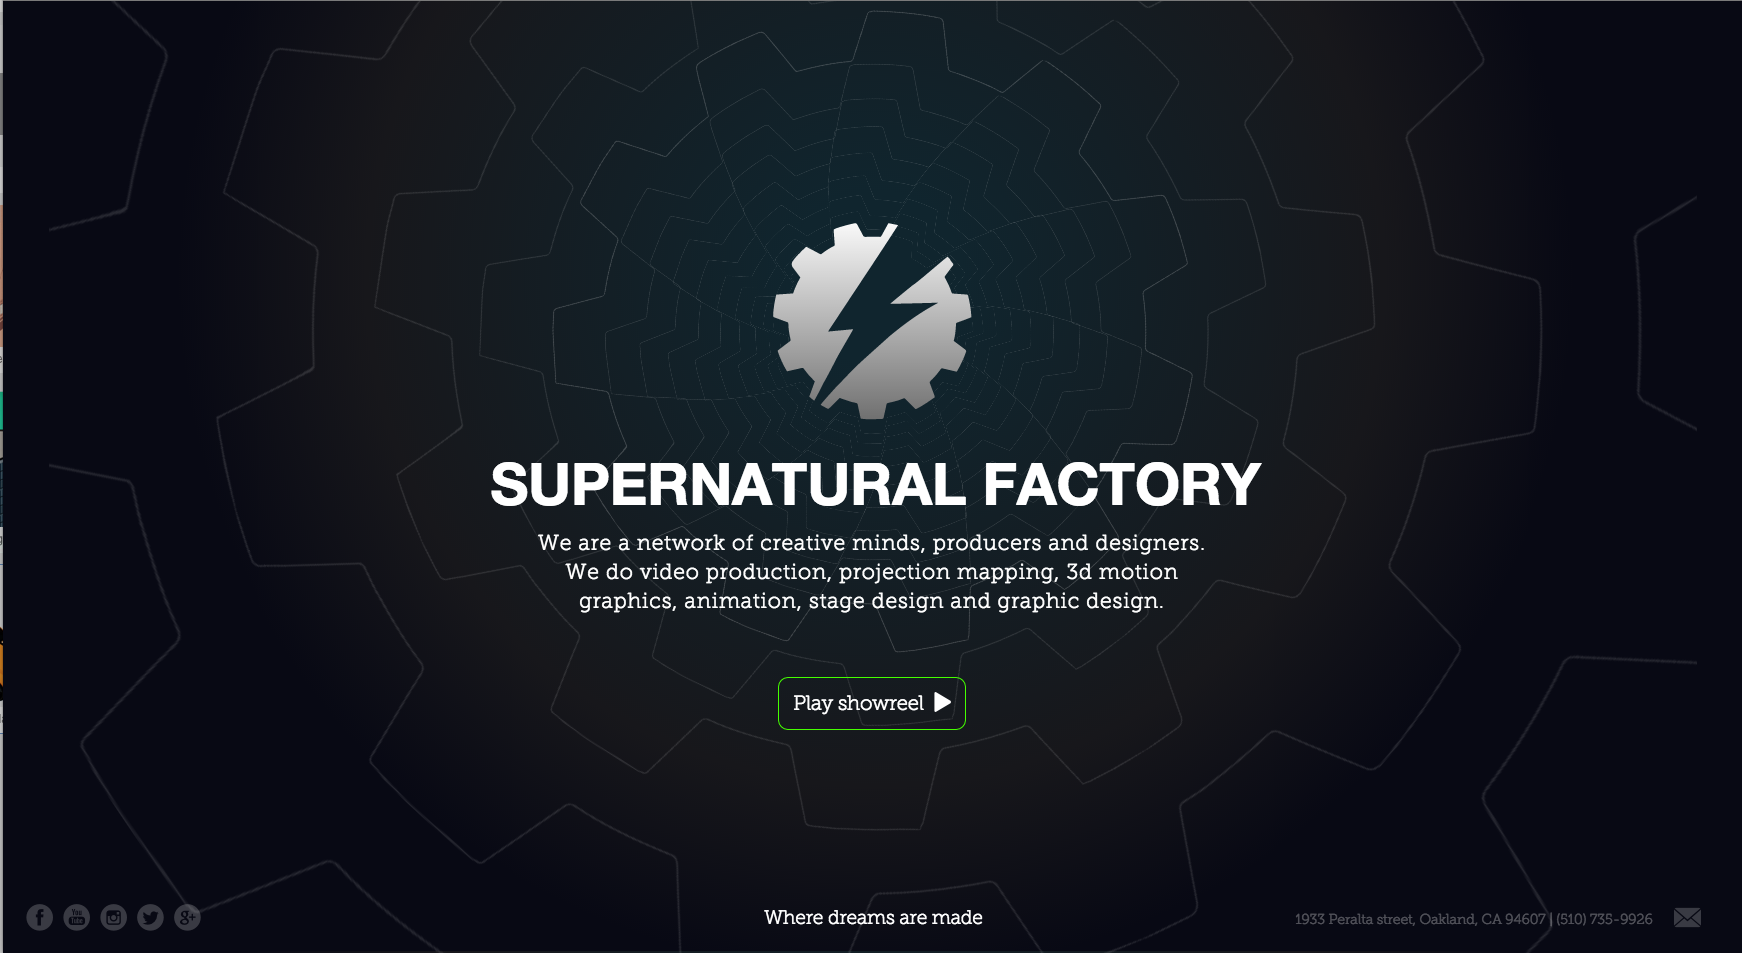 SUPERNATURAL FACTORY
We are a network of creative minds, producers and designers.
We do video production, projection mapping, 3d motion
graphics, animation, stage design and graphic design.
Play showreel
You
Tube
g+
Where dreams are made
1933 Peralta street, Oakland, CA 94607 | (510) 735-9926